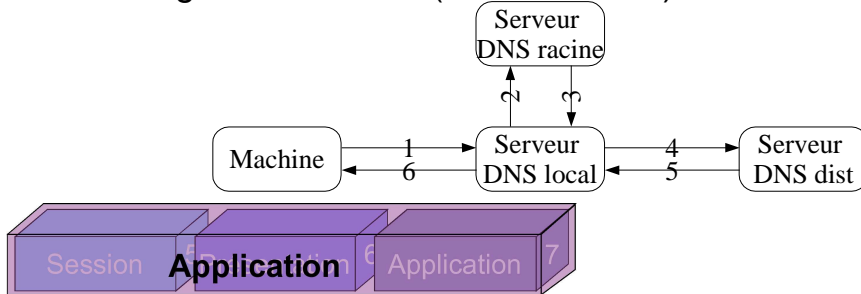 Serveur
DNS racine
2
3
Machine
1
6
Serveur
DNS local
4
5
Serveur
DNS dist
Session
5
Application
6
Application
7